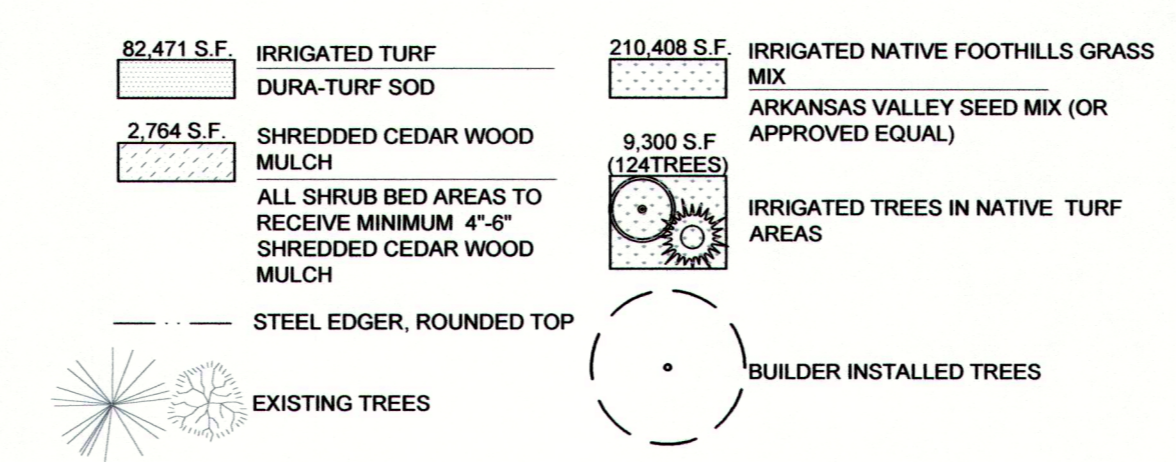 82,471 S.F.
IRRIGATED TURF
DURA-TURF SOD
2,764 S.F.
SHREDDED CEDAR WOOD
MULCH
ALL SHRUB BED AREAS TO
RECEIVE MINIMUM 4"-6"
SHREDDED CEDAR WOOD
MULCH
STEEL EDGER, ROUNDED TOP
EXISTING TREES
210,408 S.F.
IRRIGATED NATIVE FOOTHILLS GRASS
MIX
ARKANSAS VALLEY SEED MIX (OR
APPROVED EQUAL)
9,300 S.F
(124TREES)
IRRIGATED TREES IN NATIVE TURF
AREAS
BUILDER INSTALLED TREES